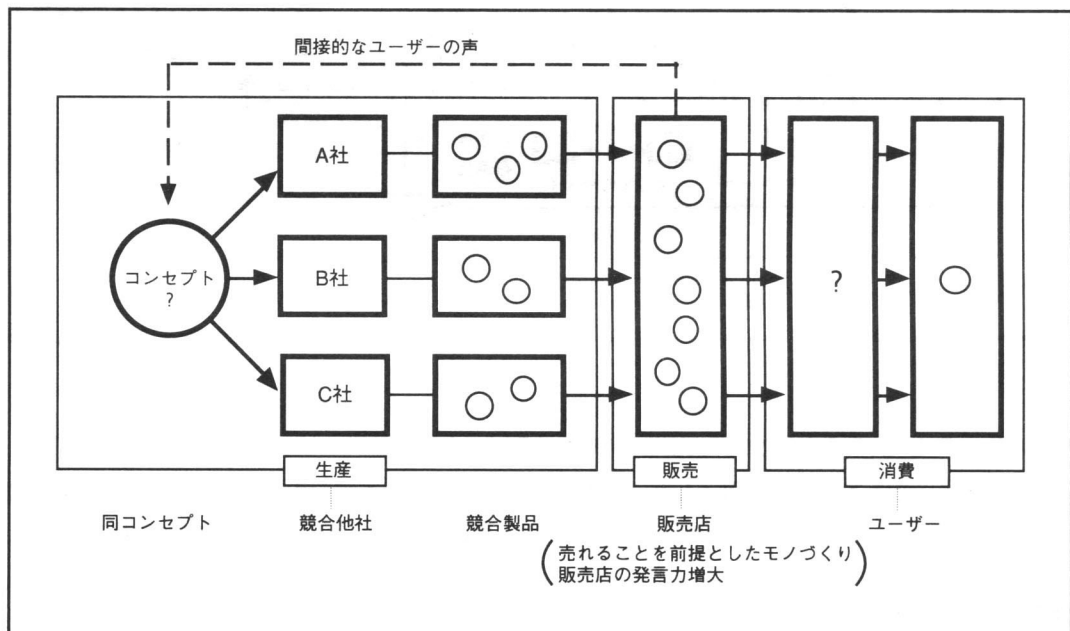 間接的なユーザーの声
A社
コンセプト
?
B社
?
C社
生産
販売
消費
同コンセプト
競合他社
競合製品
販売店
ユーザー
売れることを前提としたモノづくり
販売店の発言力増大